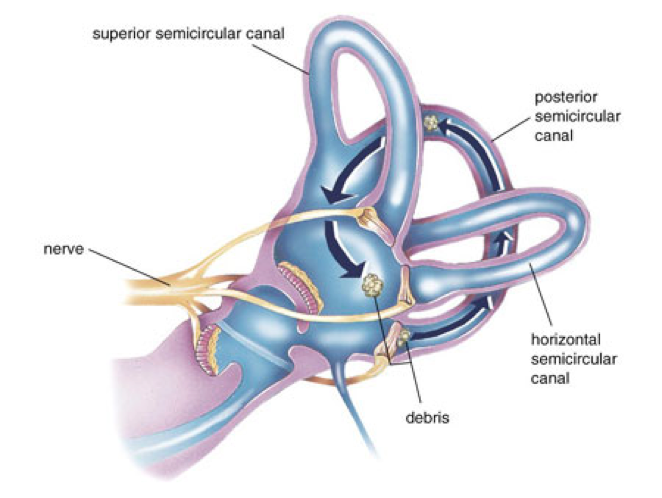 superior semicircular canal
posterior
semicircular
canal
nerve
horizontal
semicircular
canal
debris